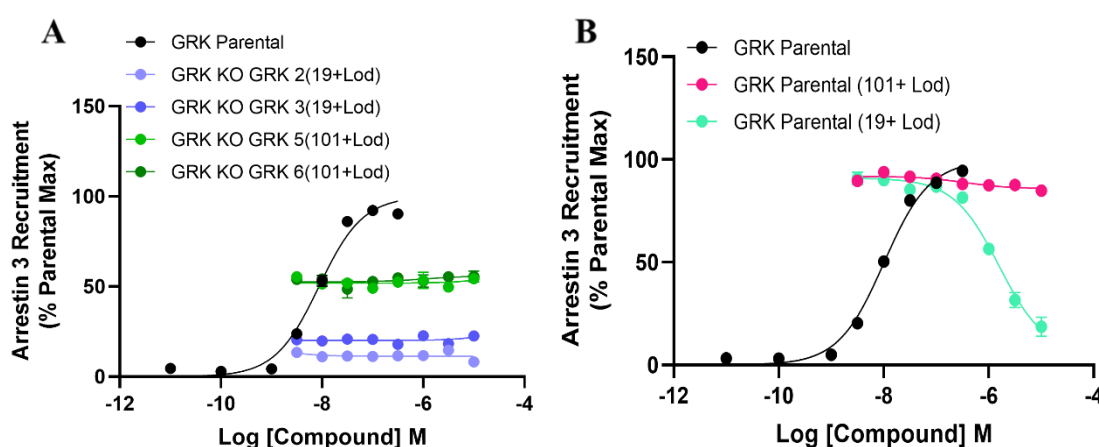 A
GRK Parental
GRK KO GRK 2(19+Lod)
GRK KO GRK 3(19+Lod)
GRK KO GRK 5(101+Lod)
GRK KO GRK 6(101+Lod)
Arrestin 3 Recruitment
(% Parental Max)
150
100
50
0
-12
-10
-8
-6
-4
Log [Compound] M
B
GRK Parental
GRK Parental (101+ Lod)
GRK Parental (19+ Lod)
Arrestin 3 Recruitment
(% Parental Max)
150
100
50
0
-12
-10
-8
-6
-4
Log [Compound] M